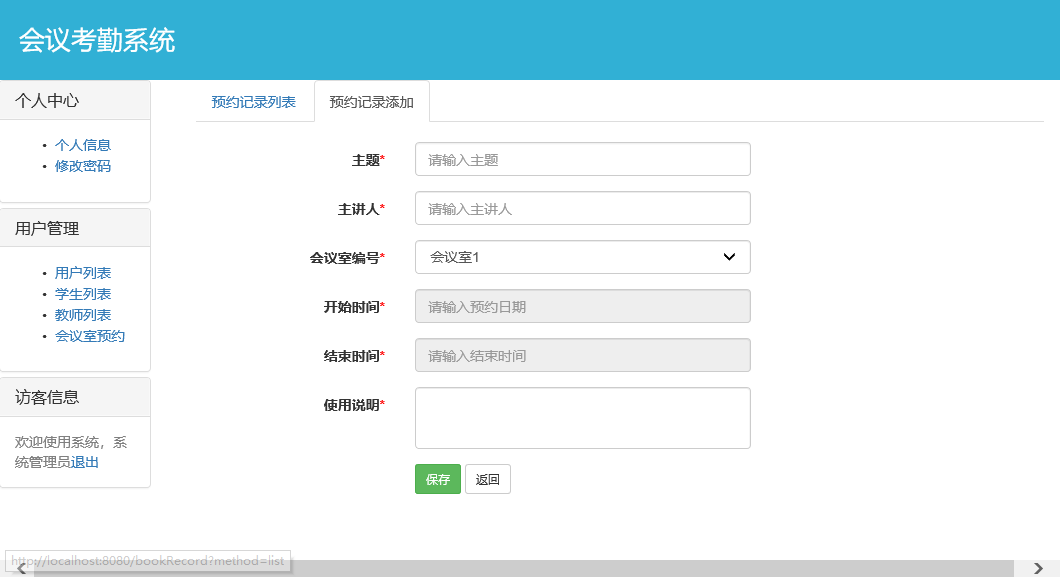 会议考勤系统
个人中心
• 个人信息
• 修改密码
用户管理
• 用户列表
• 学生列表
• 教师列表
• 会议室预约
访客信息
欢迎使用系统，系
统管理员退出
预约记录列表
预约记录添加
主题* 请输入主题
主讲人* 请输入主讲人
会议室编号* 会议室1
开始时间* 请输入预约日期
结束时间* 请输入结束时间
使用说明*
保存 返回
http://localhost:8080/bookRecord?method=list